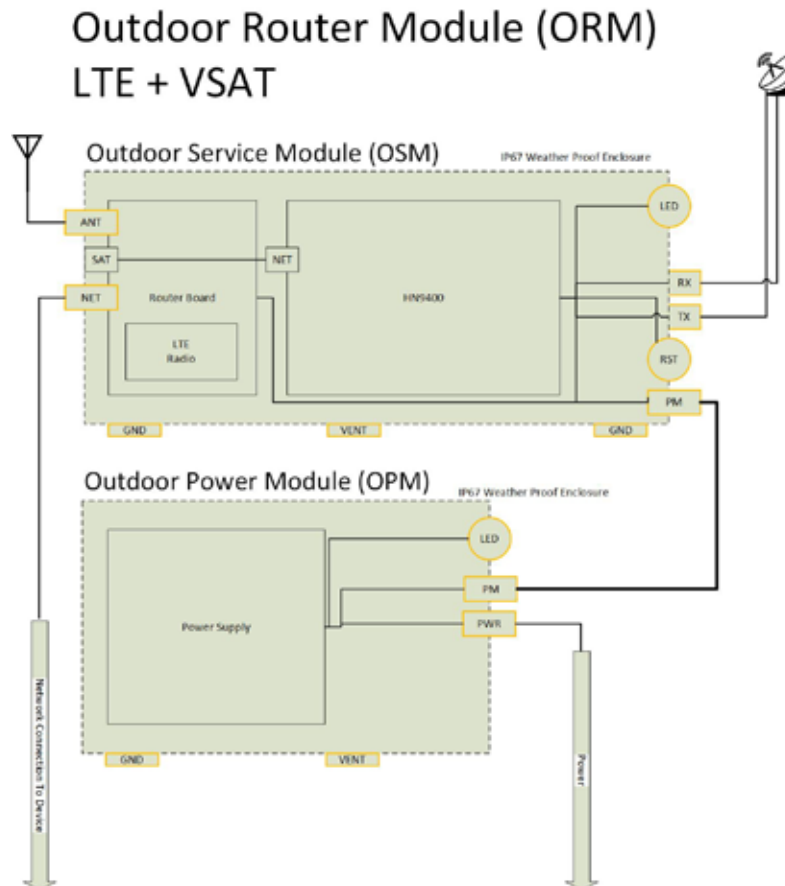 Outdoor Router Module (ORM)
LTE + VSAT
Outdoor Service Module (OSM)
IP67 Weather Proof Enclosure
ANT
LED
SAT
NET
NET
Router Board
HN9400
RX
TX
LTE
Radio
RST
PM
GND
VENT
GND
Outdoor Power Module (OPM)
IP67 Weather Proof Enclosure
LED
PM
Power Supply
PWR
GND
VENT
Network Connection To Device
Power